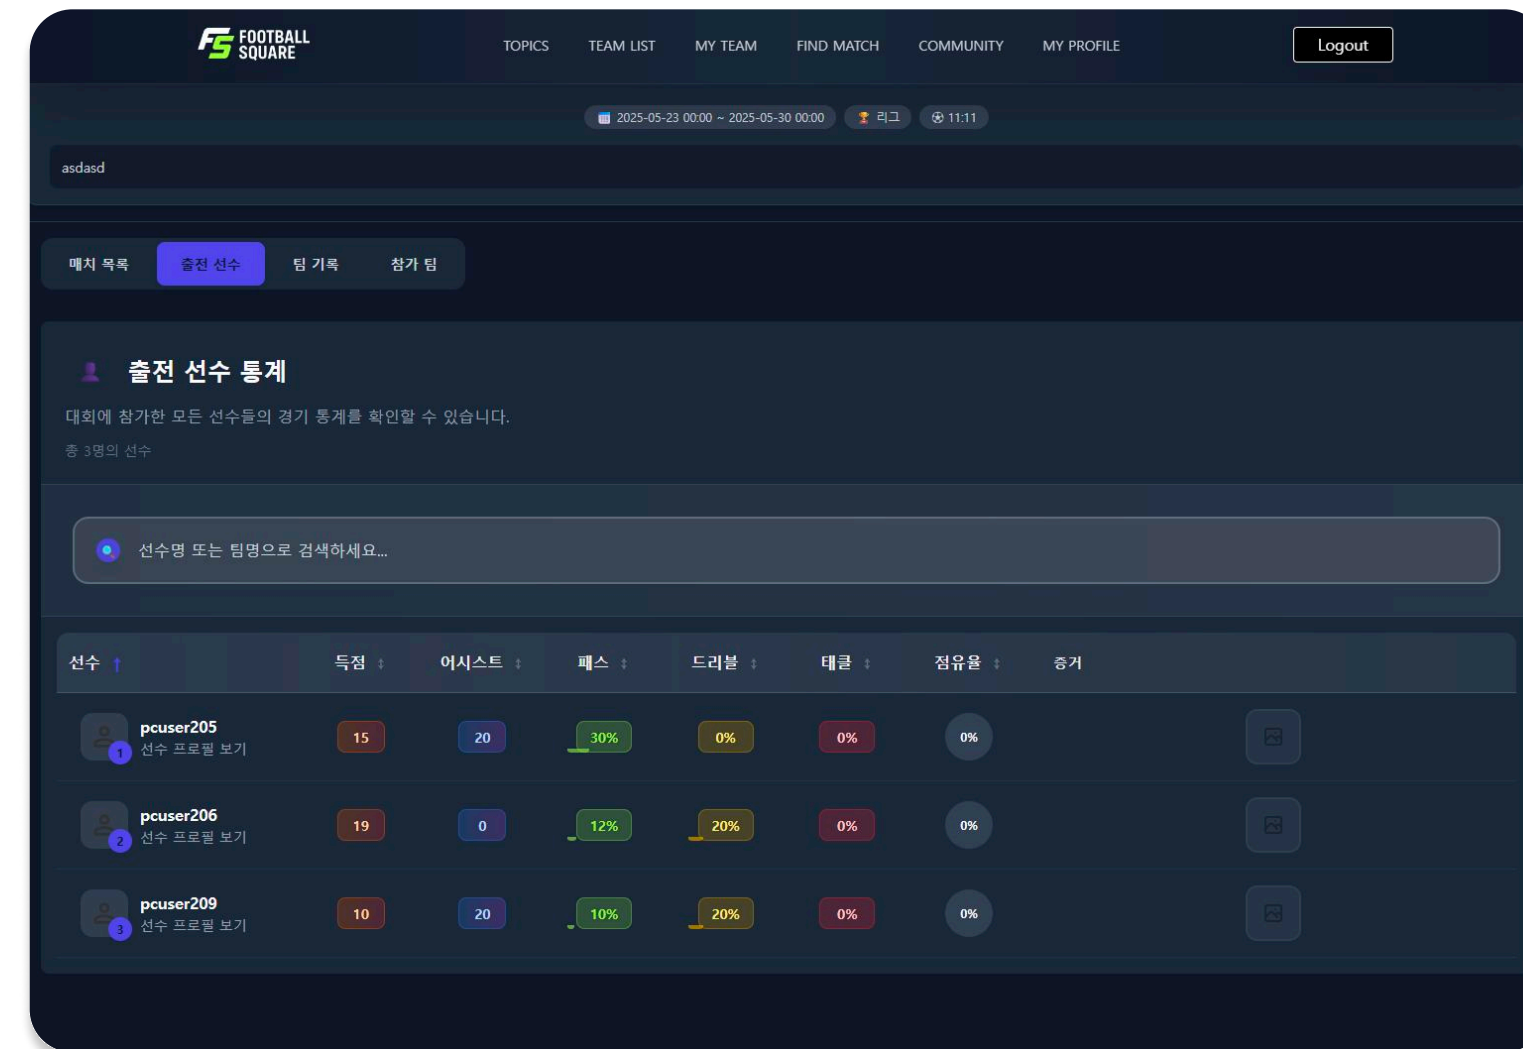 FOOTBALL
SQUARE
TOPICS TEAM LIST MY TEAM FIND MATCH COMMUNITY MY PROFILE Logout
2025-05-23 00:00 ~ 2025-05-30 00:00 리그 11:11
asdasd
매치 목록 출전 선수 팀 기록 참가 팀
출전 선수 통계
대회에 참가한 모든 선수들의 경기 통계를 확인할 수 있습니다.
총 3명의 선수
선수명 또는 팀명으로 검색하세요...
선수 ↑ 득점 ↕ 어시스트 ↕ 패스 ↕ 드리블 ↕ 태클 ↕ 점유율 ↕ 증거
pcuser205 15 20 30% 0% 0% 0%
1 선수 프로필 보기
pcuser206 19 0 12% 20% 0% 0%
2 선수 프로필 보기
pcuser209 10 20 10% 20% 0% 0%
3 선수 프로필 보기